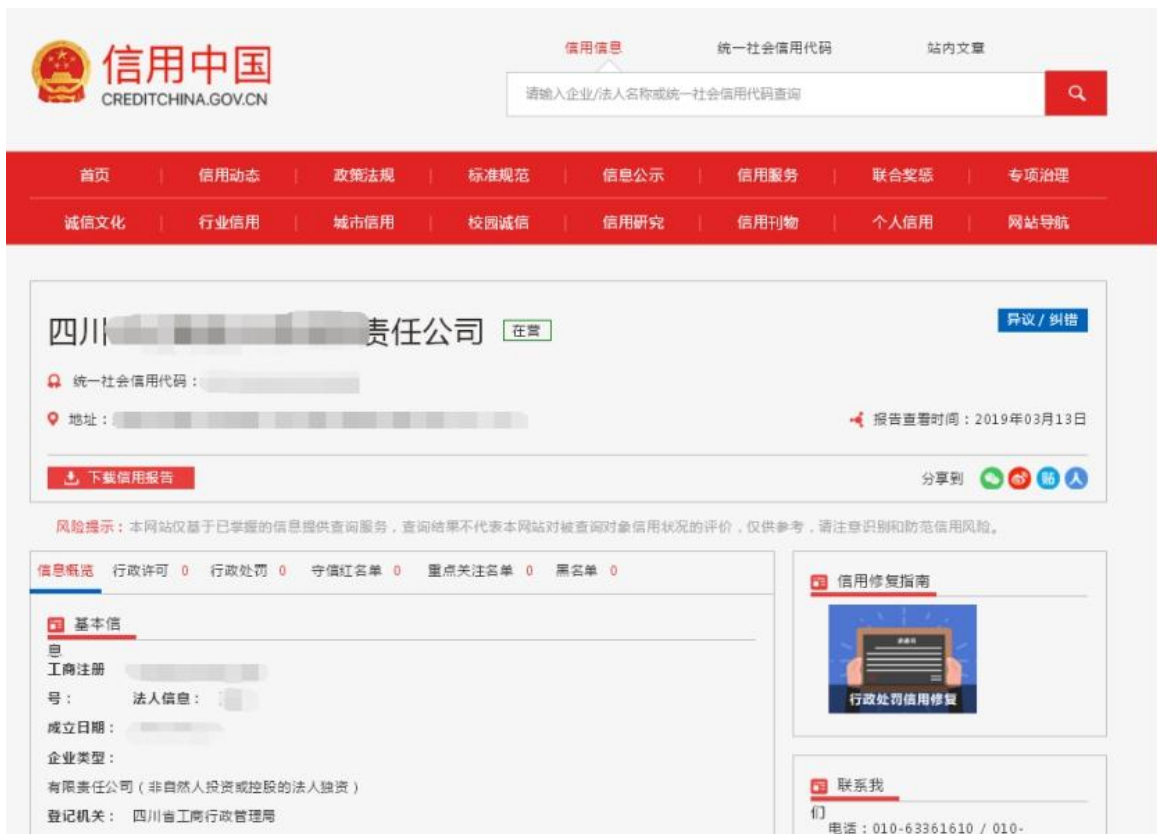 信用中国
CREDITCHINA.GOV.CN
信用信息 统一社会信用代码 站内文章
请输入企业/法人名称或统一社会信用代码查询
首页 信用动态 政策法规 标准规范 信息公示 信用服务 联合奖惩 专项治理
诚信文化 行业信用 城市信用 校园诚信 信用研究 信用刊物 个人信用 网站导航
四川 责任公司 在营 异议 / 纠错
统一社会信用代码：
地址： 报告查看时间：2019年03月13日
下载信用报告 分享到 贴 人
风险提示：本网站仅基于已掌握的信息提供查询服务，查询结果不代表本网站对被查询对象信用状况的评价，仅供参考，请注意识别和防范信用风险。
信息概览 行政许可 0 行政处罚 0 守信红名单 0 重点关注名单 0 黑名单 0
基本信
息
工商注册
号： 法人信息：
成立日期：
企业类型：
有限责任公司（非自然人投资或控股的法人独资）
登记机关： 四川省工商行政管理局
信用修复指南
行政处罚信用修复
联系我
们
电话：010-63361610 / 010-